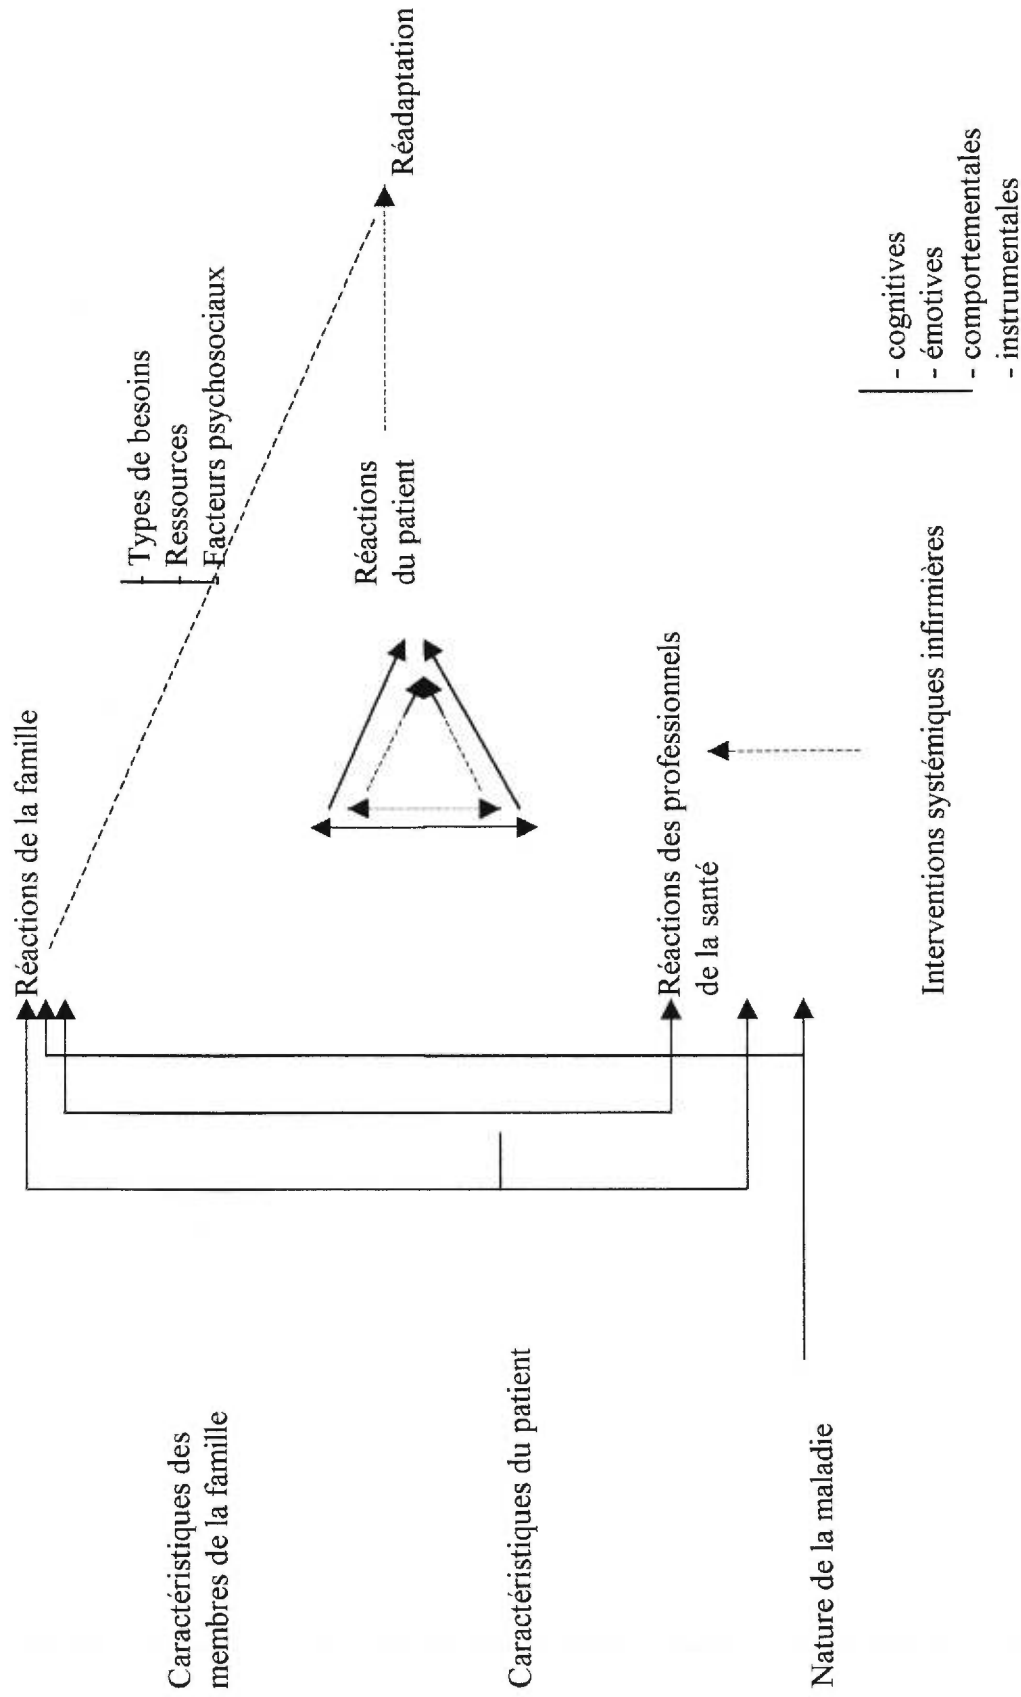 Caractéristiques des
membres de la famille
Caractéristiques du patient
Nature de la maladie
Réactions de la famille
Réactions des professionnels
de la santé
Interventions systémiques infirmières
- Types de besoins
Ressources
Facteurs psychosociaux
Réactions
du patient
- cognitives
- émotives
- comportementales
- instrumentales
Réadaptation